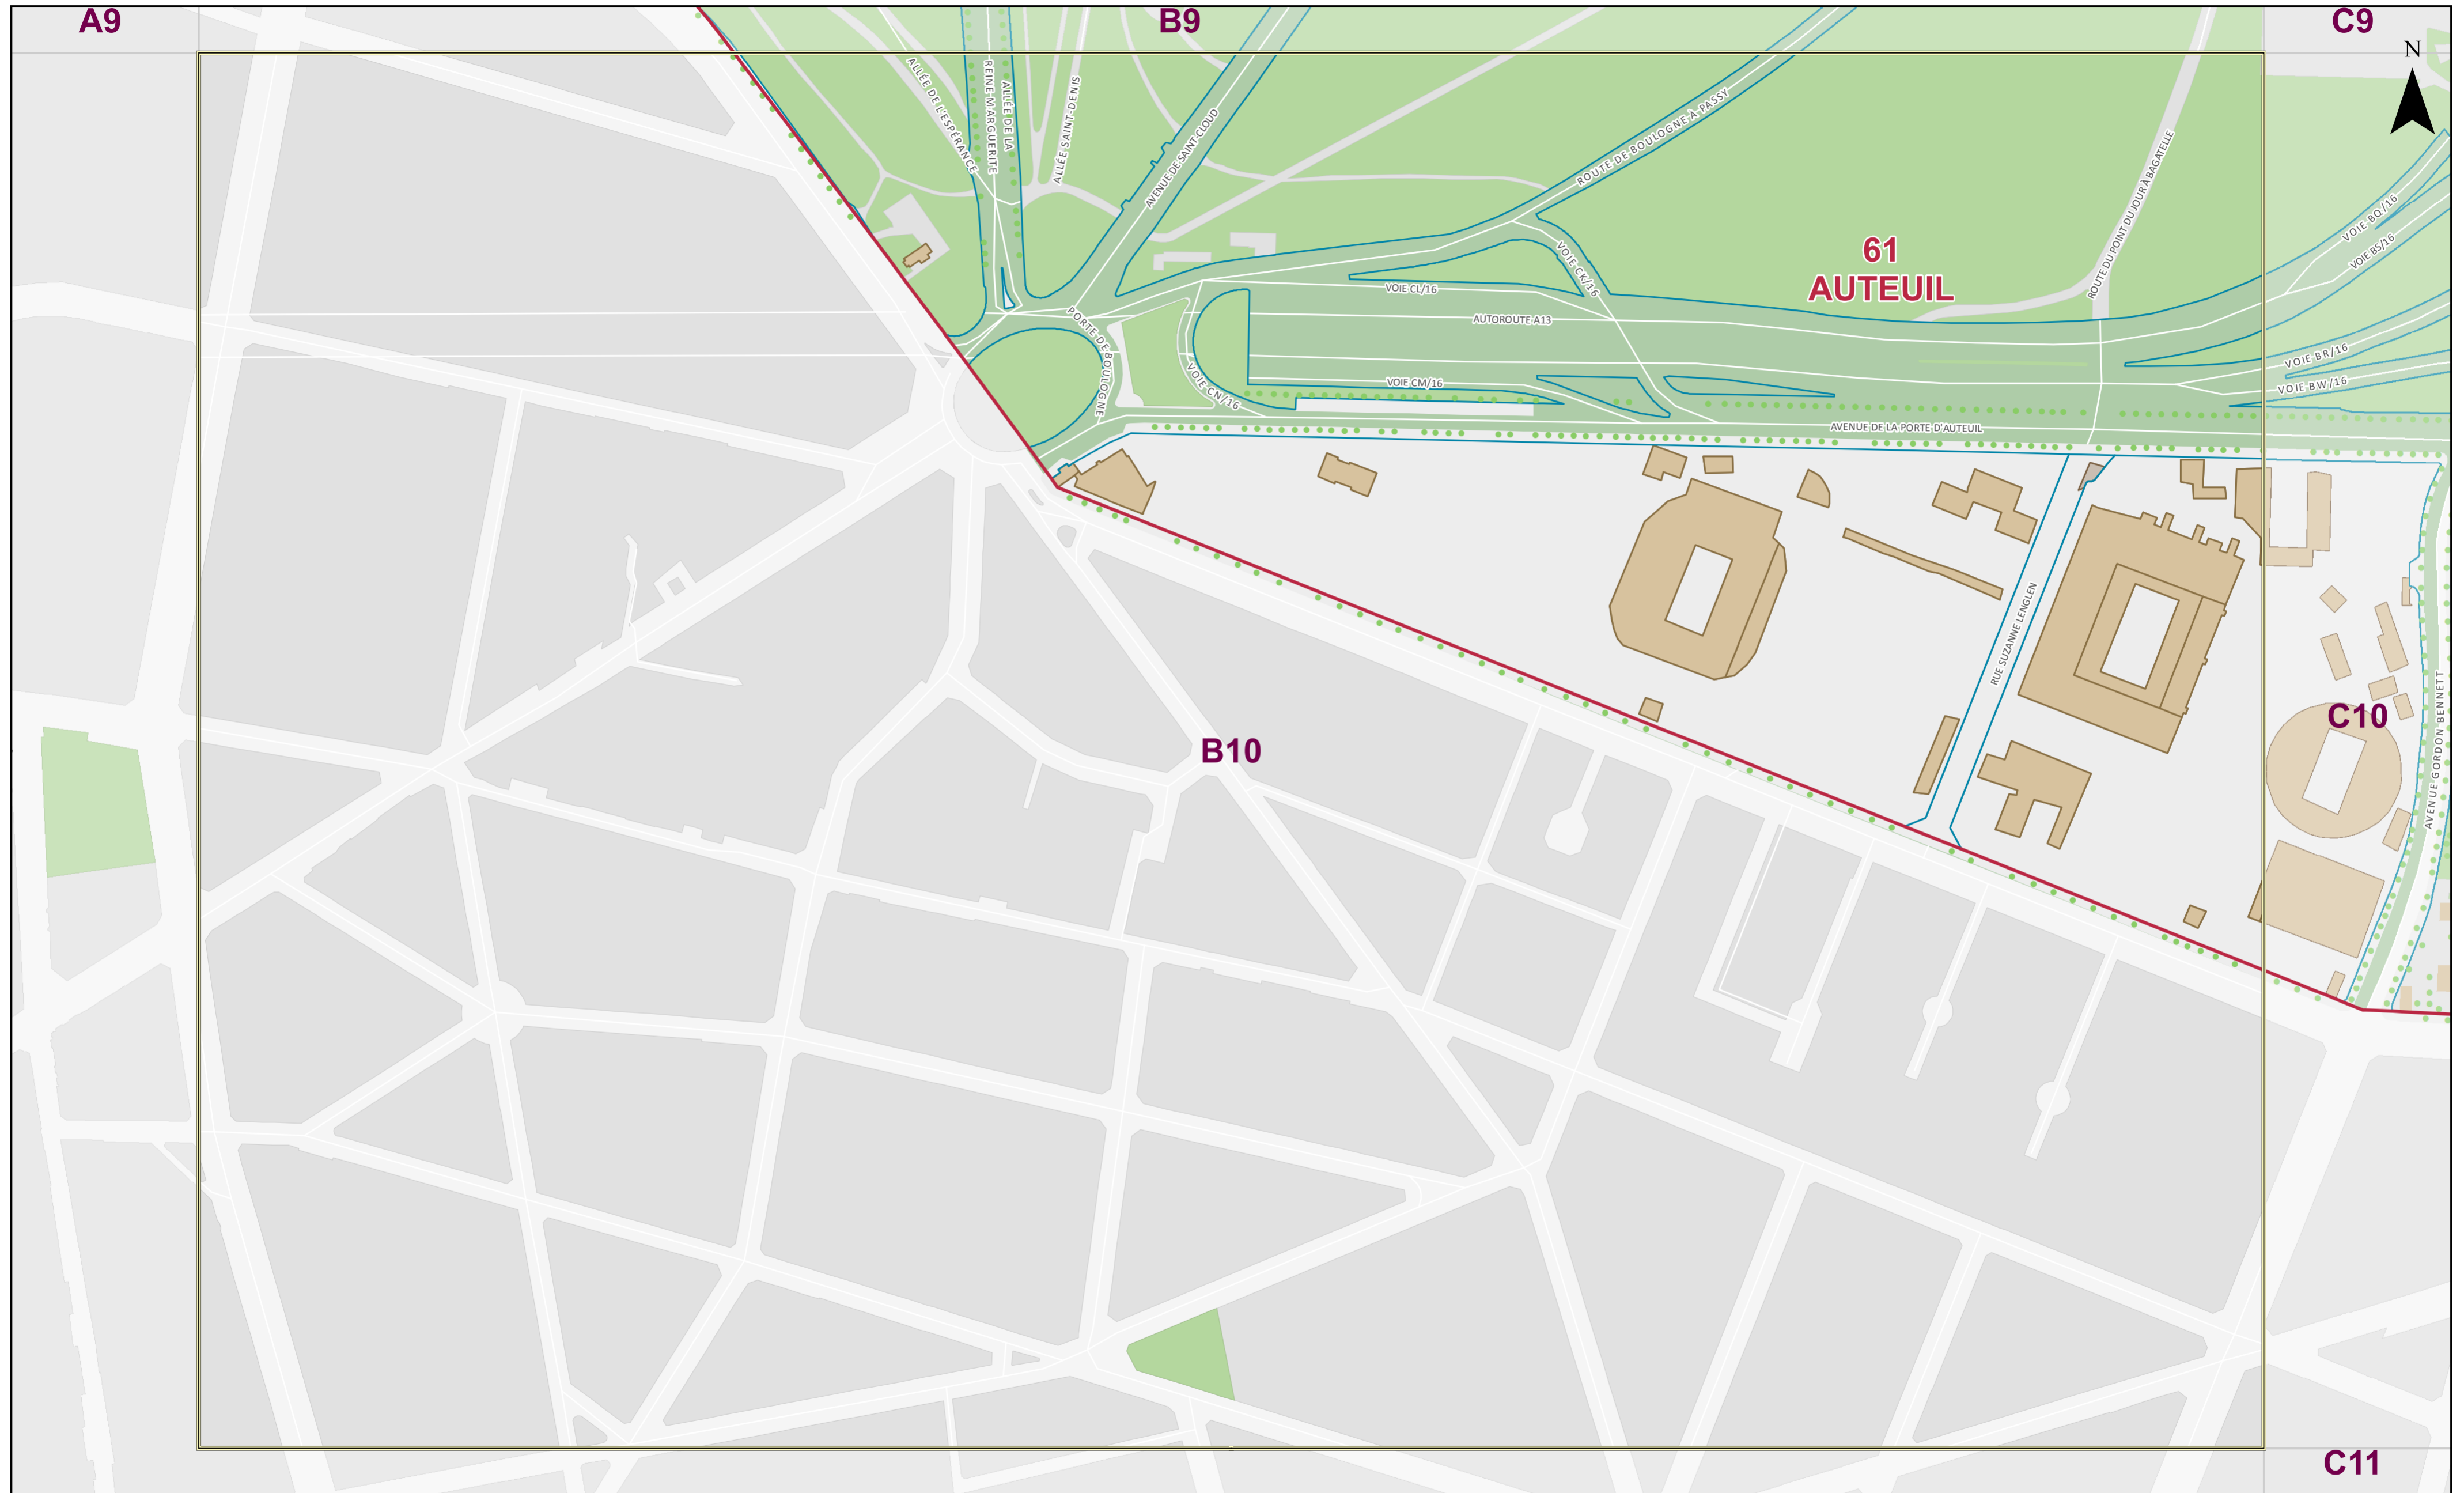 A9
B9
C9
N
ALLÉE DE L'ESPÉRANCE
REINE MARGUERITE
ALLÉE DE LA
ALLÉE SAINT-DENIS
AVENUE DE SAINT-CLOUD
ROUTE DE BOULOGNE À PASSY
ROUTE DU POINT DU JOUR À BAGATELLE
VOIE BQ/16
VOIE BS/16
61
AUTEUIL
VOIE CK/16
VOIE CL/16
AUTOROUTE A13
PORTE DE BOULOGNE
VOIE CN/16
VOIE CM/16
VOIE BR/16
VOIE BW/16
AVENUE DE LA PORTE D'AUTEUIL
RUE SUZANNE LENGLEN
AVENUE GORDON BENNETT
C10
B10
C11